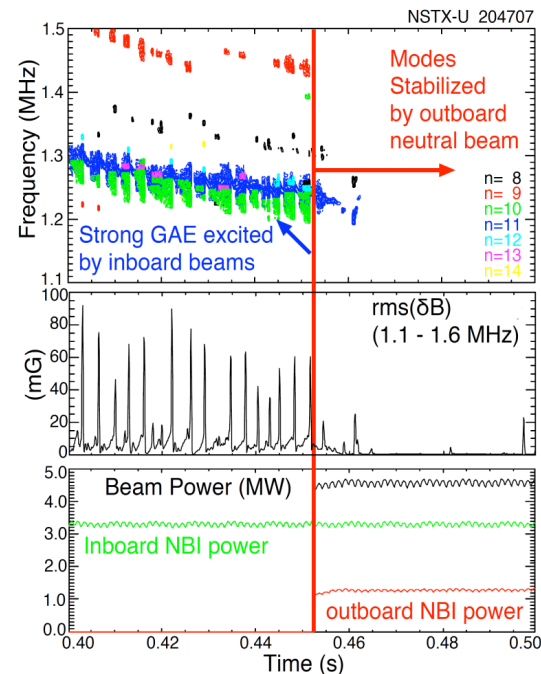 NSTX-U 204707
1.5
1.4
1.3
1.2
1.1
Frequency (MHz)
Modes
Stabilized
by outboard
neutral beam
n= 8
n= 9
n=10
n=11
n=12
n=13
n=14
Strong GAE excited
by inboard beams
100
80
60
40
20
0
(mG)
rms(δB)
(1.1 - 1.6 MHz)
5.0
4.0
3.0
2.0
1.0
0.0
Beam Power (MW)
Inboard NBI power
outboard NBI power
0.40
0.42
0.44
0.46
0.48
0.50
Time (s)